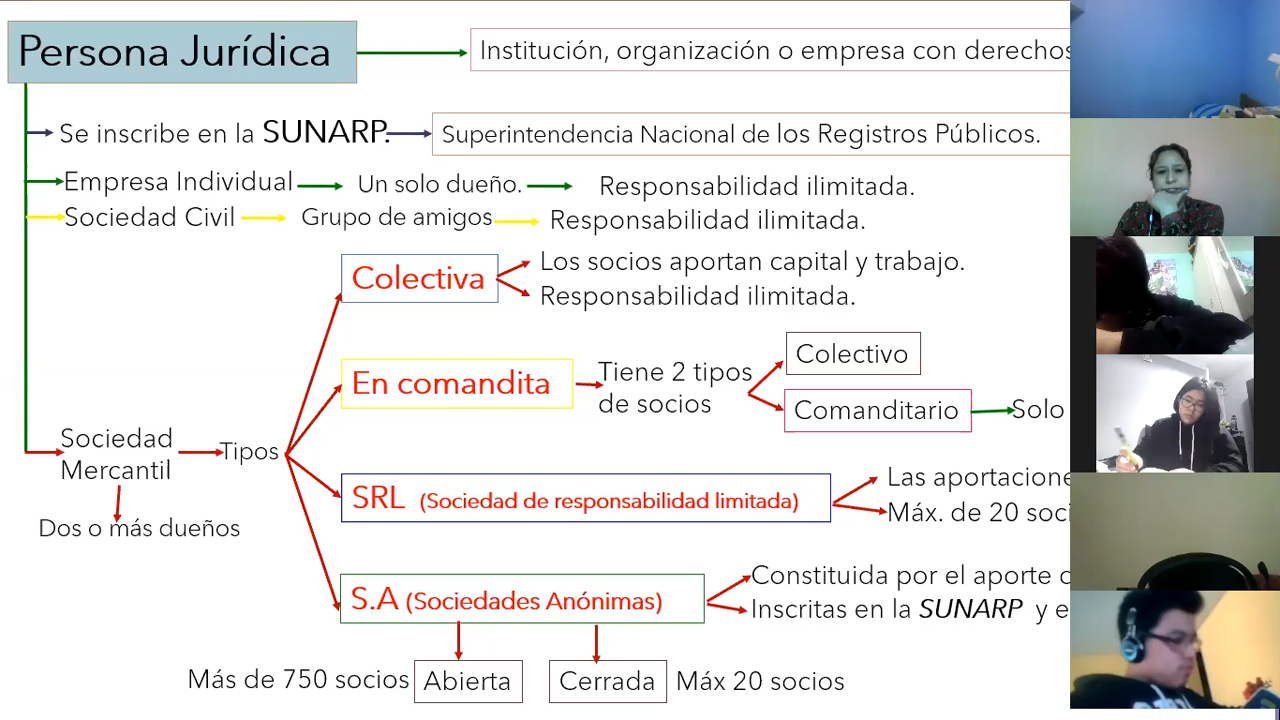 Persona Jurídica
Institución, organización o empresa con derechos
Se inscribe en la SUNARP.
Superintendencia Nacional de los Registros Públicos.
Empresa Individual
Un solo dueño.
Responsabilidad ilimitada.
Sociedad Civil
Grupo de amigos
Responsabilidad ilimitada.
Colectiva
Los socios aportan capital y trabajo.
Responsabilidad ilimitada.
En comandita
Tiene 2 tipos
de socios
Colectivo
Comanditario
Solo
Sociedad
Mercantil
Tipos
Dos o más dueños
SRL (Sociedad de responsabilidad limitada)
Las
Máx. de 20
S.A (Sociedades Anónimas)
Constituida por el aporte
Inscritas en la SUNARP y
Más de 750 socios
Abierta
Cerrada
Máx 20 socios